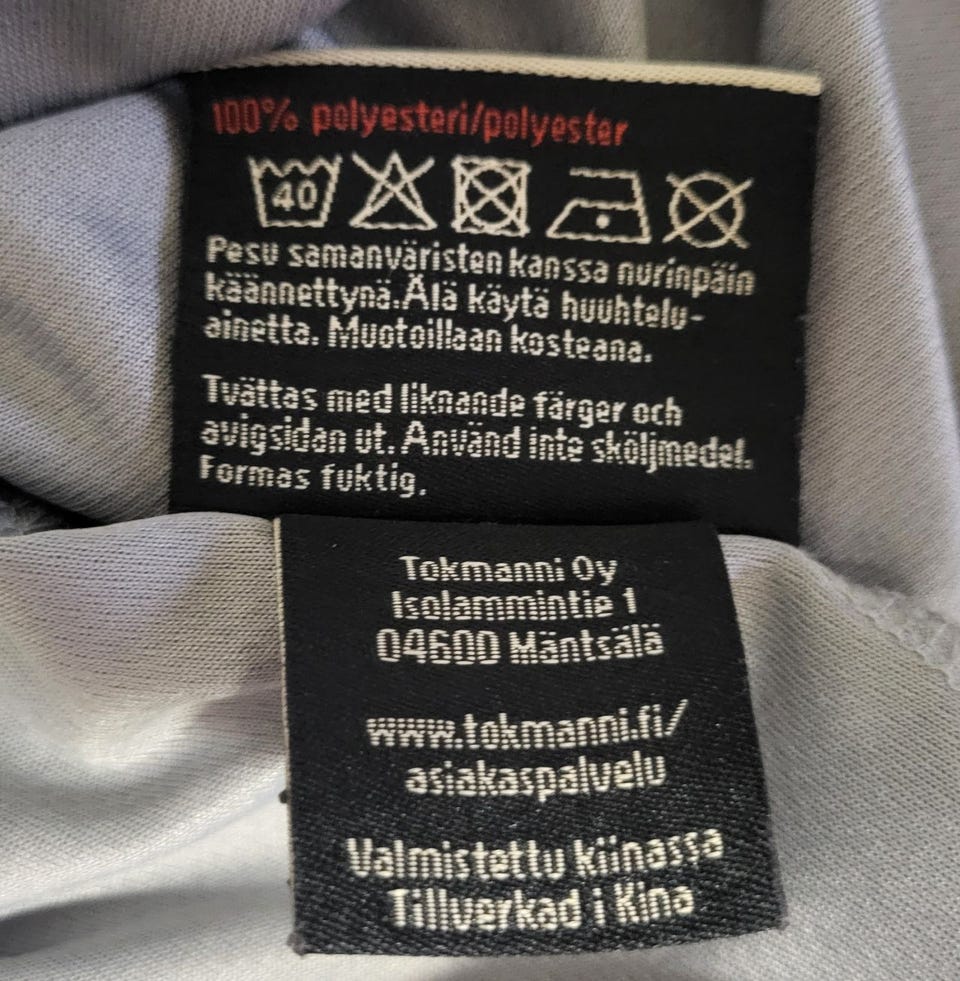 100% polyesteri/polyester
40
Pesu samanväristen kanssa nurinpäin
käännettynä. Älä käytä huuhtelu-
ainetta. Muotoillaan kosteana.
Tvättas med liknande färger och
avigsidan ut. Använd inte sköljmedel.
Formas fuktig.
Tokmanni Oy
Isolammintie 1
04600 Mäntsälä
www.tokmanni.fi/
asiakaspalvelu
Valmistettu kiinassa
Tillverkad i Kina